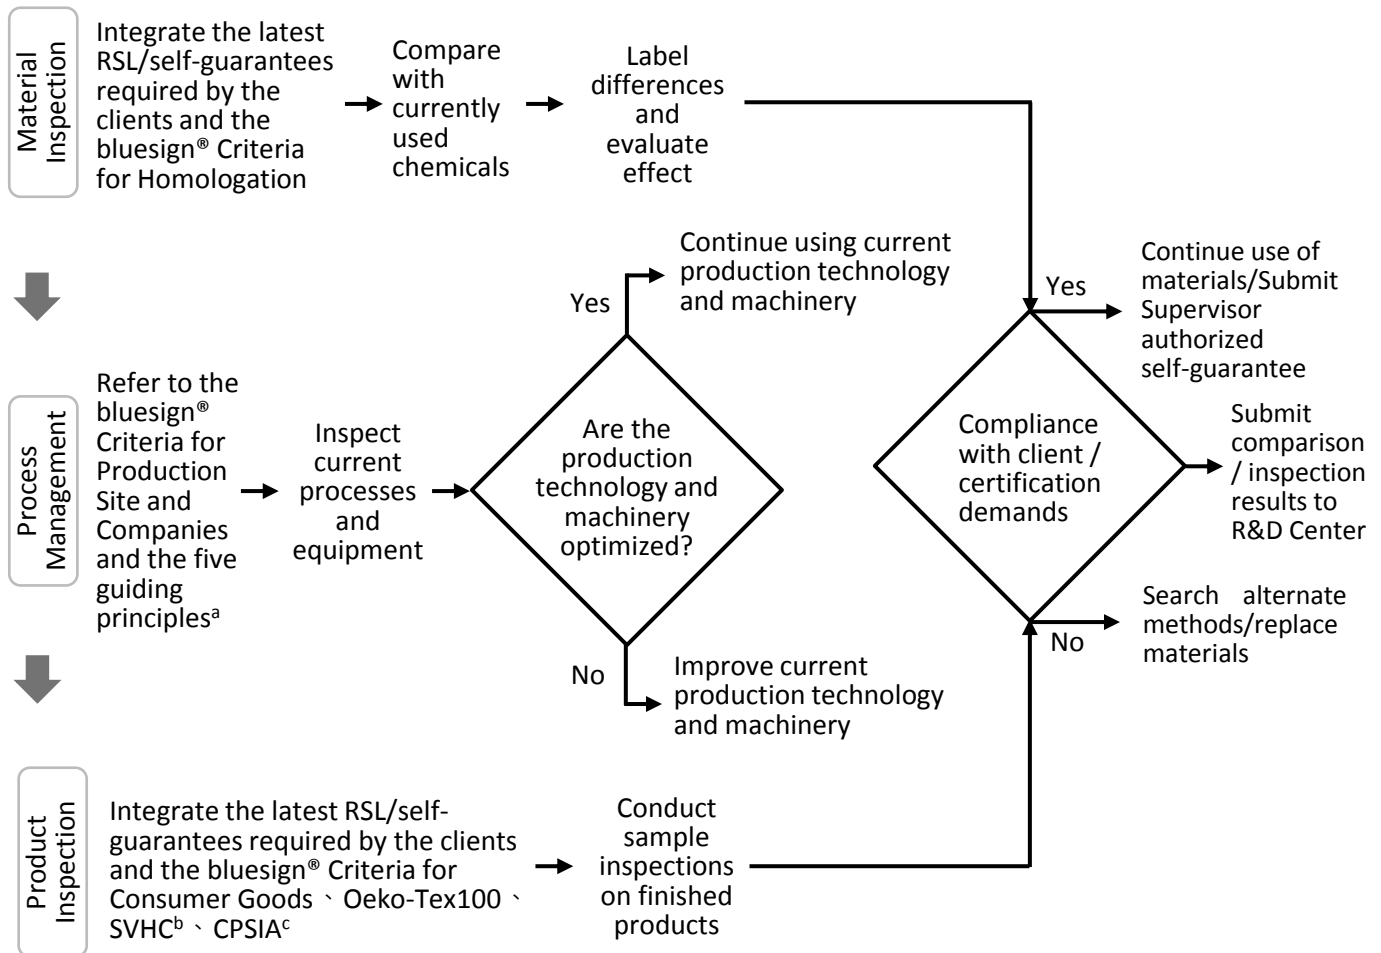 Material
Inspection
Integrate the latest
RSL/self-guarantees
required by the
clients and the
bluesign® Criteria
for Homologation
Compare
with
currently
used
chemicals
Label
differences
and
evaluate
effect
Process
Management
Refer to the
bluesign®
Criteria for
Production
Site and
Companies
and the five
guiding
principlesᵃ
Inspect
current
processes
and
equipment
Are the
production
technology and
machinery
optimized?
Yes
Continue using current
production technology
and machinery
No
Improve current
production technology
and machinery
Compliance
with client /
certification
demands
Yes
Continue use of
materials/Submit
Supervisor
authorized
self-guarantee
Submit
comparison
/ inspection
results to
R&D Center
No
Search alternate
methods/replace
materials
Product
Inspection
Integrate the latest RSL/self-
guarantees required by the clients
and the bluesign® Criteria for
Consumer Goods、Oeko-Tex100、
SVHCᵇ、CPSIAᶜ
Conduct
sample
inspections
on finished
products